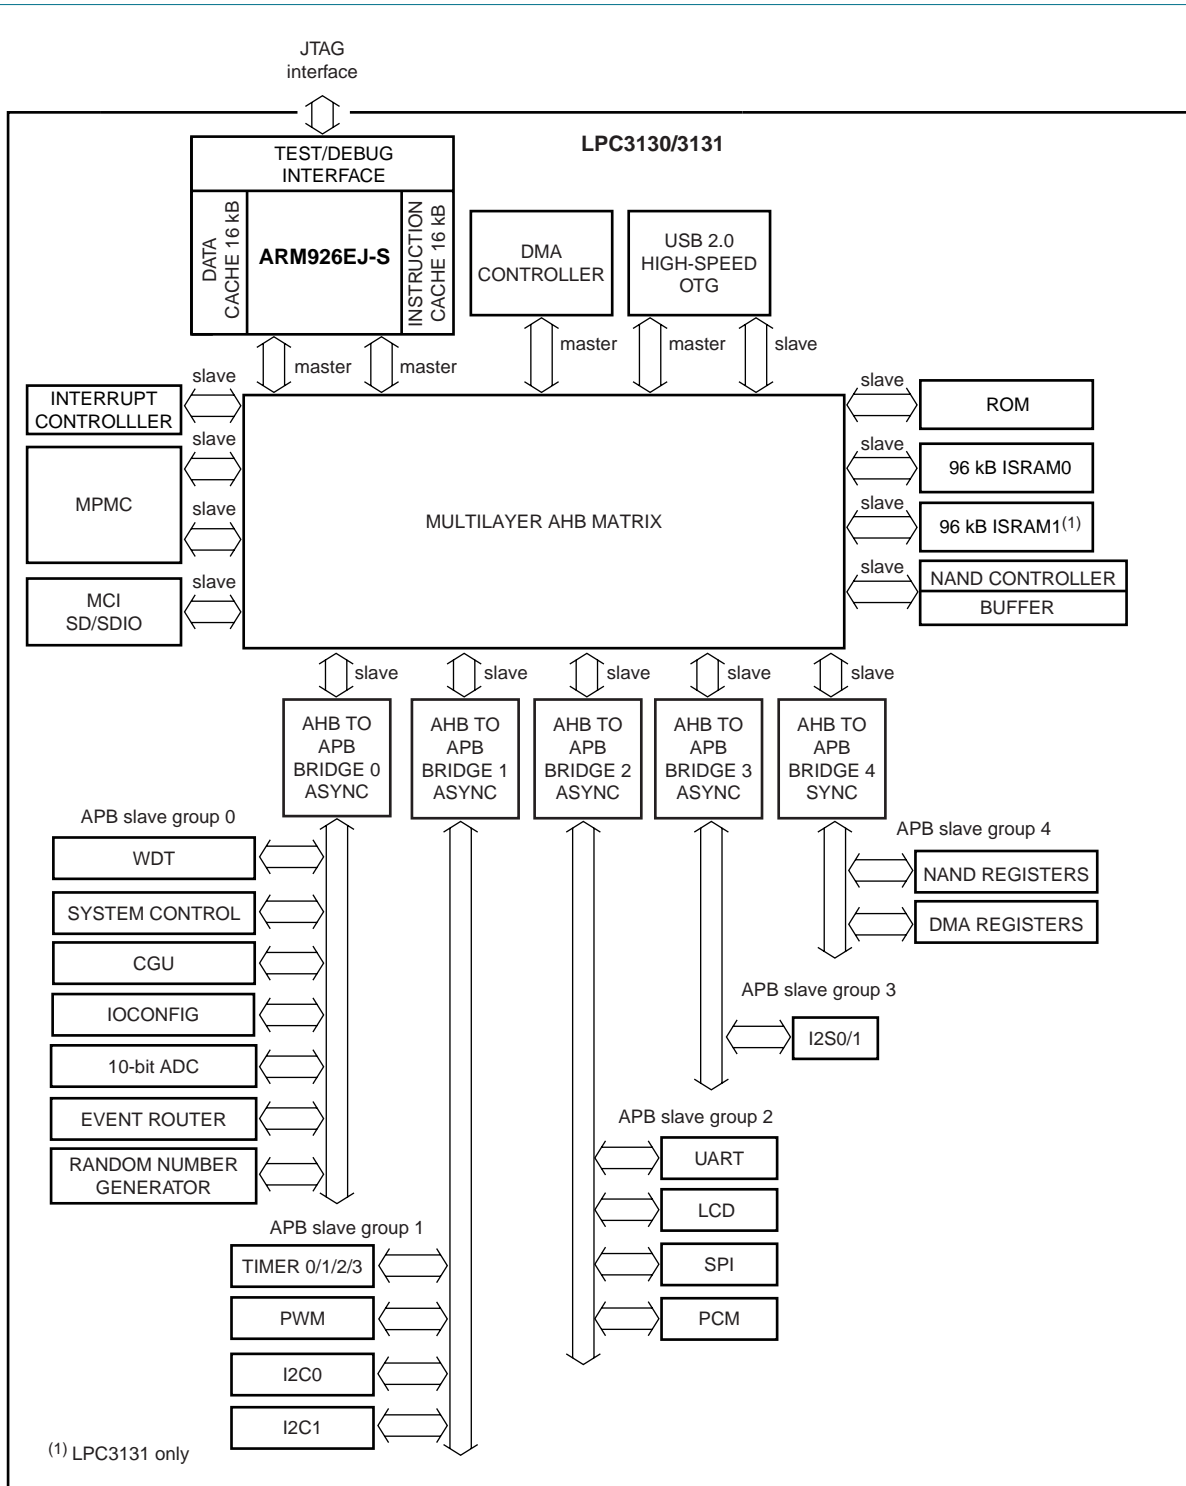 JTAG
interface
LPC3130/3131
TEST/DEBUG
INTERFACE
DATA
CACHE 16 kB
ARM926EJ-S
INSTRUCTION
CACHE 16 kB
DMA
CONTROLLER
USB 2.0
HIGH-SPEED
OTG
master
master
master
master
slave
slave
INTERRUPT
CONTROLLLER
slave
MPMC
slave
slave
MCI
SD/SDIO
MULTILAYER AHB MATRIX
slave
ROM
slave
96 kB ISRAM0
slave
96 kB ISRAM1(1)
slave
NAND CONTROLLER
BUFFER
slave
slave
slave
slave
slave
AHB TO
APB
BRIDGE 0
ASYNC
AHB TO
APB
BRIDGE 1
ASYNC
AHB TO
APB
BRIDGE 2
ASYNC
AHB TO
APB
BRIDGE 3
ASYNC
AHB TO
APB
BRIDGE 4
SYNC
APB slave group 0
WDT
SYSTEM CONTROL
CGU
IOCONFIG
10-bit ADC
EVENT ROUTER
RANDOM NUMBER
GENERATOR
APB slave group 4
NAND REGISTERS
DMA REGISTERS
APB slave group 3
I2S0/1
APB slave group 2
UART
LCD
SPI
PCM
APB slave group 1
TIMER 0/1/2/3
PWM
I2C0
I2C1
(1) LPC3131 only